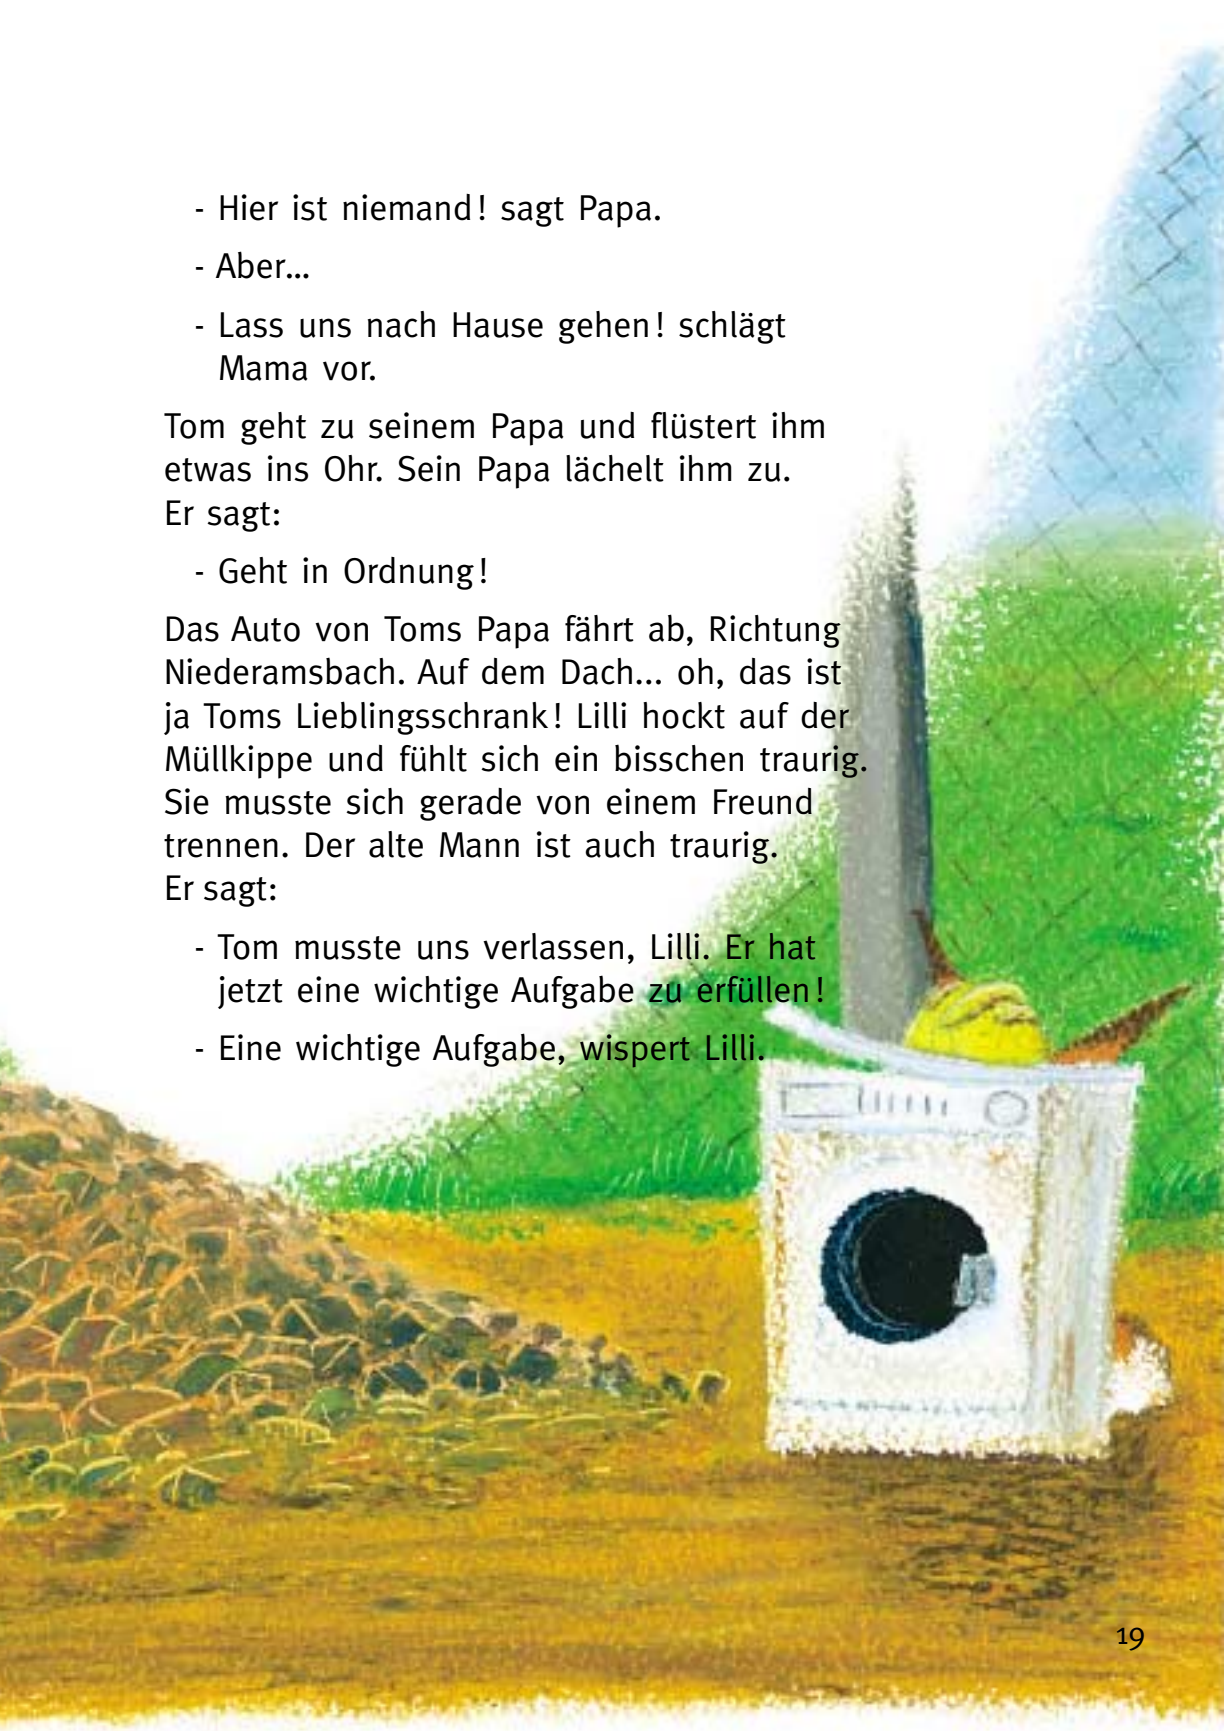 - Hier ist niemand! sagt Papa.
- Aber...
- Lass uns nach Hause gehen! schlägt
Mama vor.
Tom geht zu seinem Papa und flüstert ihm
etwas ins Ohr. Sein Papa lächelt ihm zu.
Er sagt:
- Geht in Ordnung!
Das Auto von Toms Papa fährt ab, Richtung
Niederamsbach. Auf dem Dach... oh, das ist
ja Toms Lieblingsschrank! Lilli hockt auf der
Müllkippe und fühlt sich ein bisschen traurig.
Sie musste sich gerade von einem Freund
trennen. Der alte Mann ist auch traurig.
Er sagt:
- Tom musste uns verlassen, Lilli. Er hat
jetzt eine wichtige Aufgabe zu erfüllen!
- Eine wichtige Aufgabe, wispert Lilli.
19